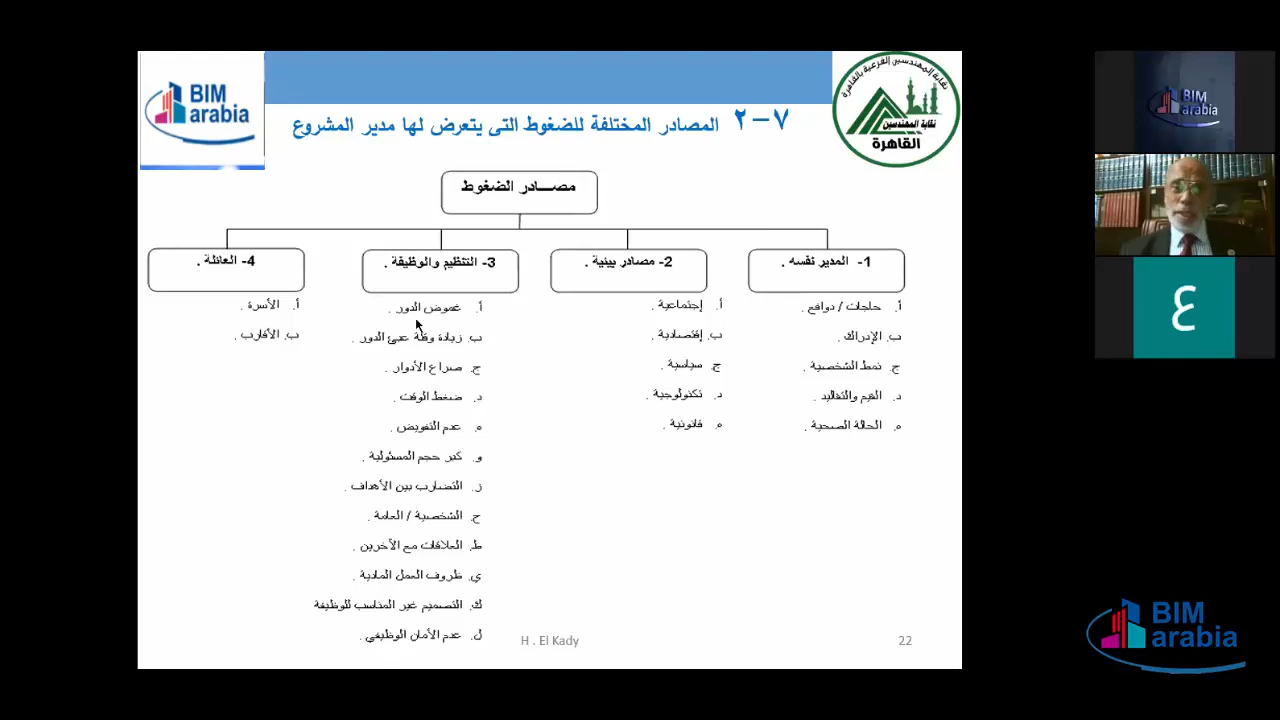 BIM
arabia
نقابة المهندسين الفرعية بالقاهرة
نقابة المهندسين
القاهرة
٧-٢ المصادر المختلفة للضغوط التى يتعرض لها مدير المشروع
مصـــادر الضغوط
1- المدير نفسه .
أ. حاجات / دوافع .
ب. الإدراك .
ج. نمط الشخصية .
د. القيم والتقاليد .
ه. الحالة الصحية .
2- مصادر بيئية .
أ. إجتماعية .
ب. إقتصادية .
ج. سياسية .
د. تكنولوجية .
ه. قانونية .
3- التنظيم والوظيفة .
أ. غموض الدور .
ب. زيادة وقلة عبئ الدور .
ج. صراع الأدوار .
د. ضغط الوقت .
ه. عدم التفويض .
و. كبر حجم المسئولية .
ز. التضارب بين الأهداف .
ح. الشخصية / العامة .
ط. العلاقات مع الآخرين .
ي. ظروف العمل المادية .
ك. التصميم غير المناسب للوظيفة
ل. عدم الأمان الوظيفي .
4- العائلة .
أ. الأسرة .
ب. الأقارب .
H . El Kady
22
BIM
arabia
ع
BIM
arabia